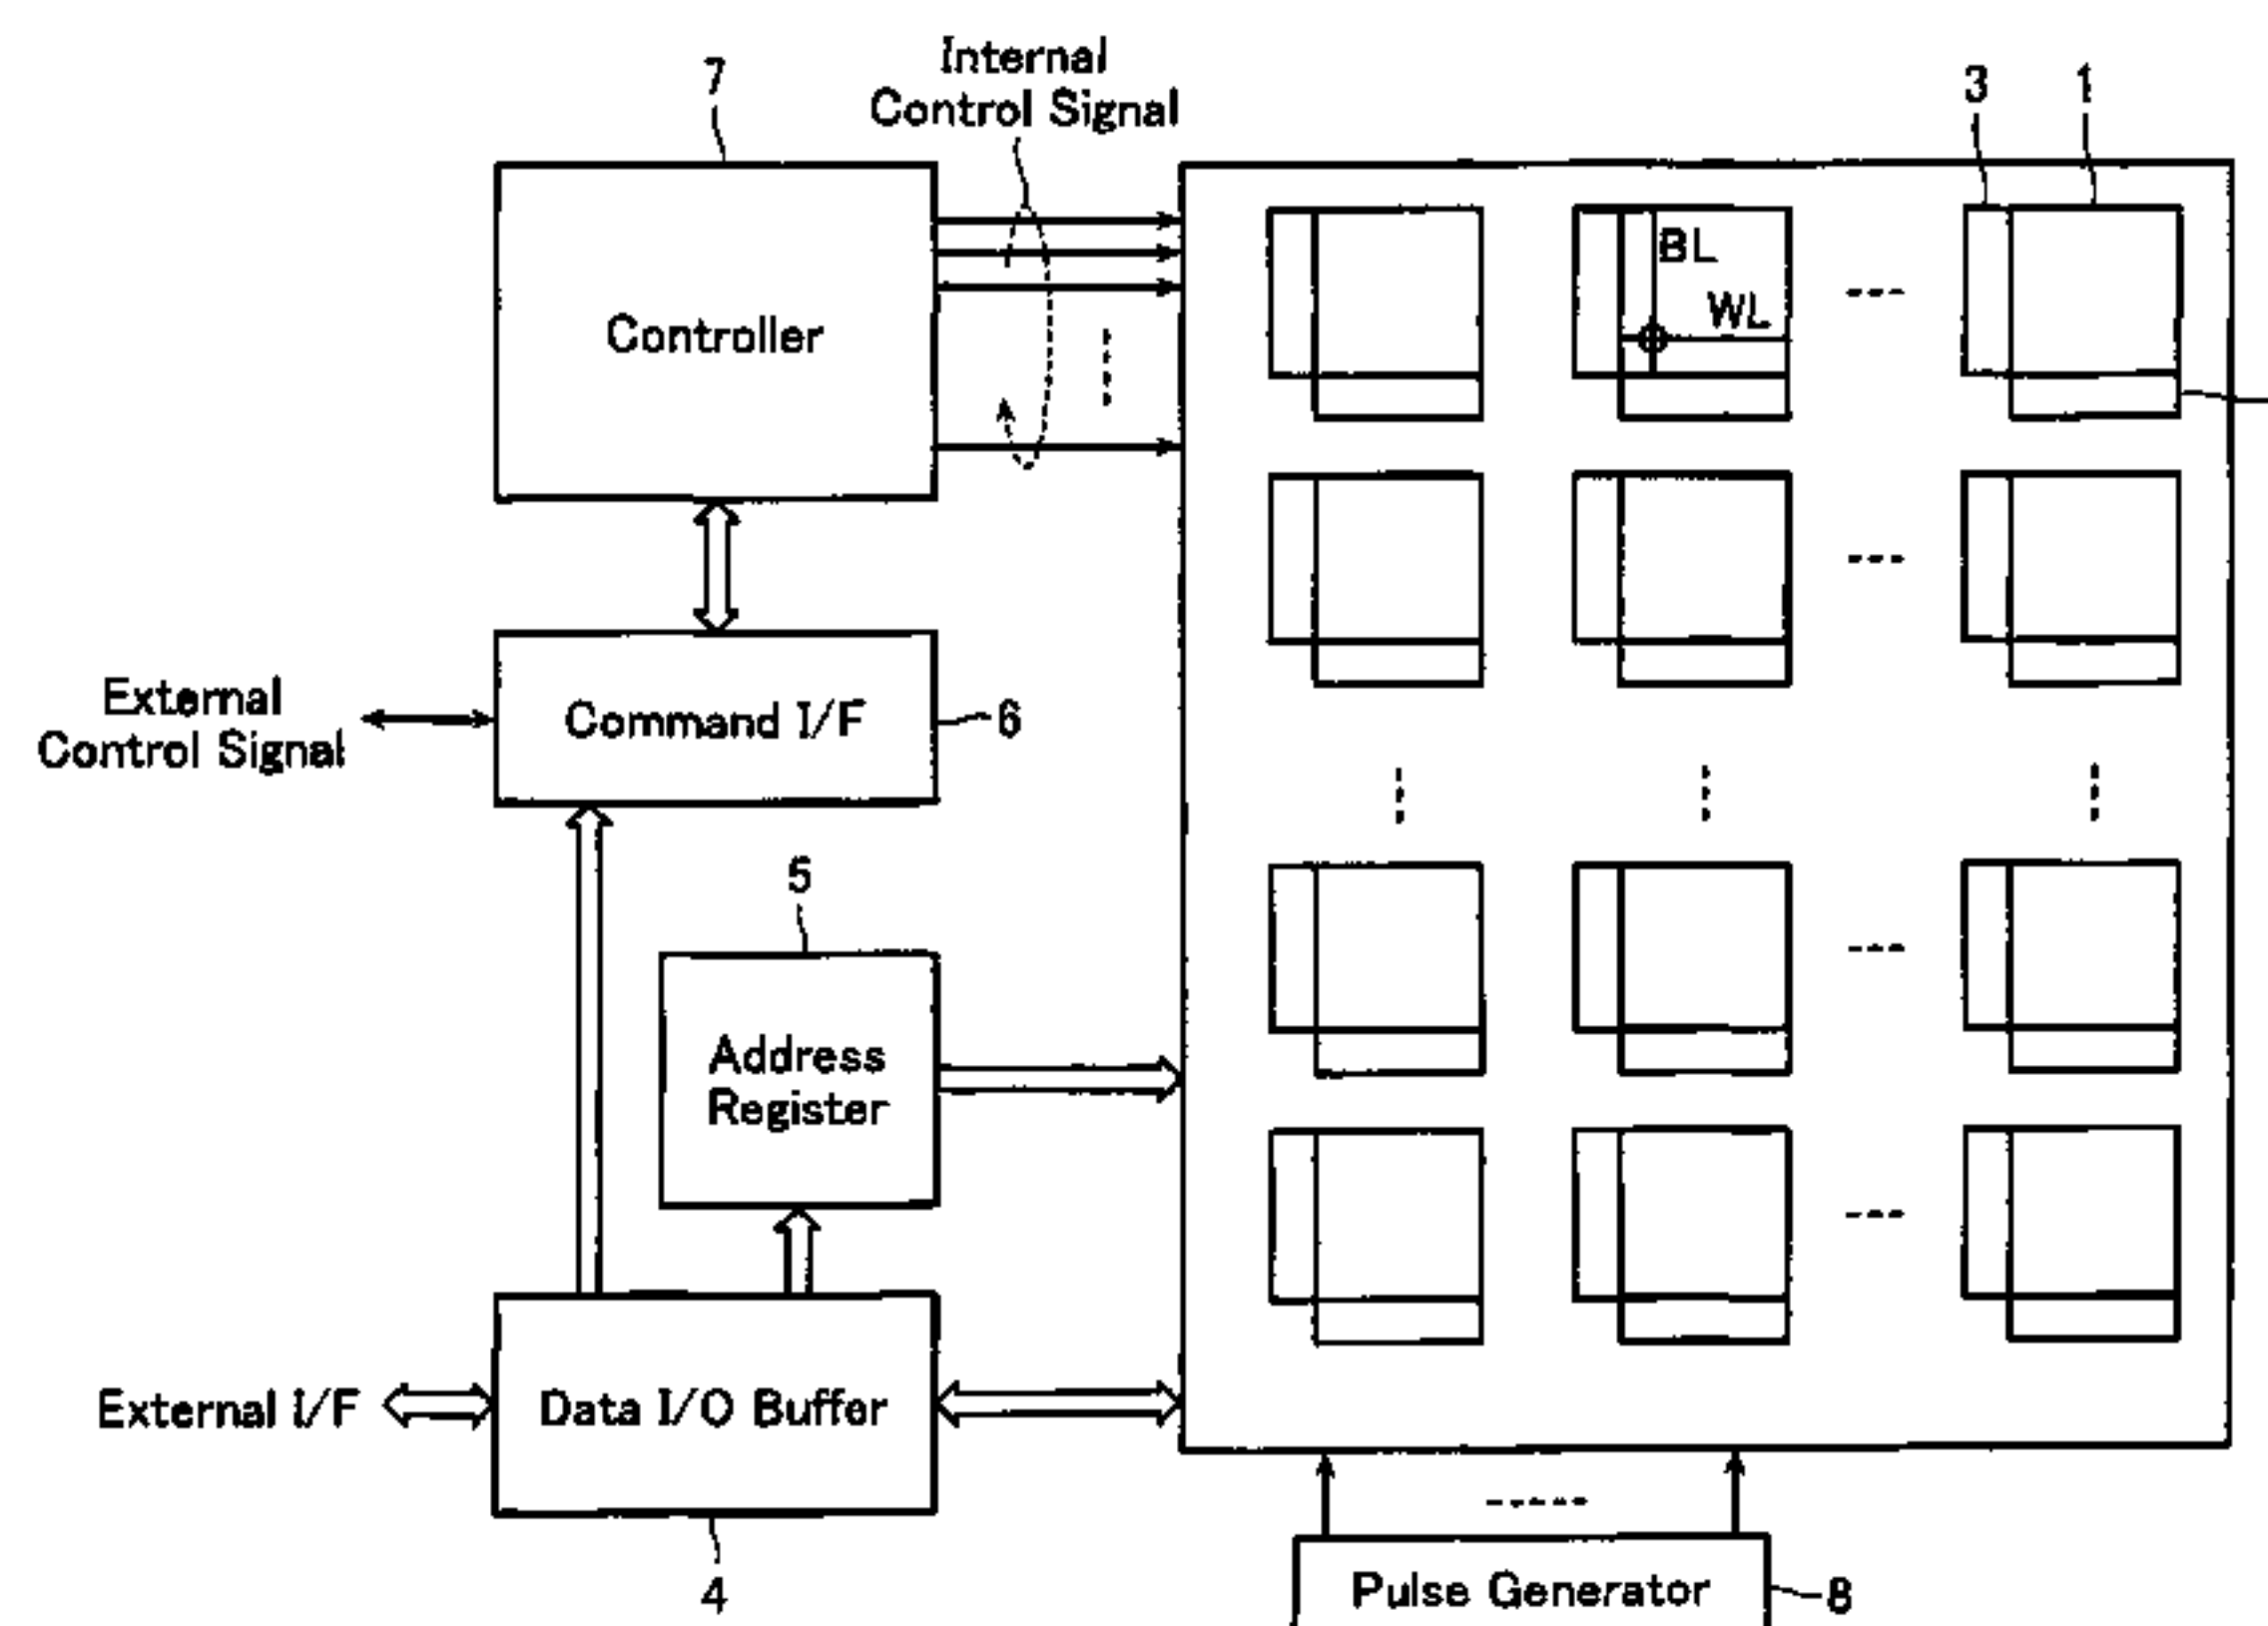 Internal
Control Signal
7
3
1
BL
WL
Controller
External
Control Signal
Command I/F
6
5
Address
Register
External I/F
Data I/O Buffer
4
Pulse Generator
8